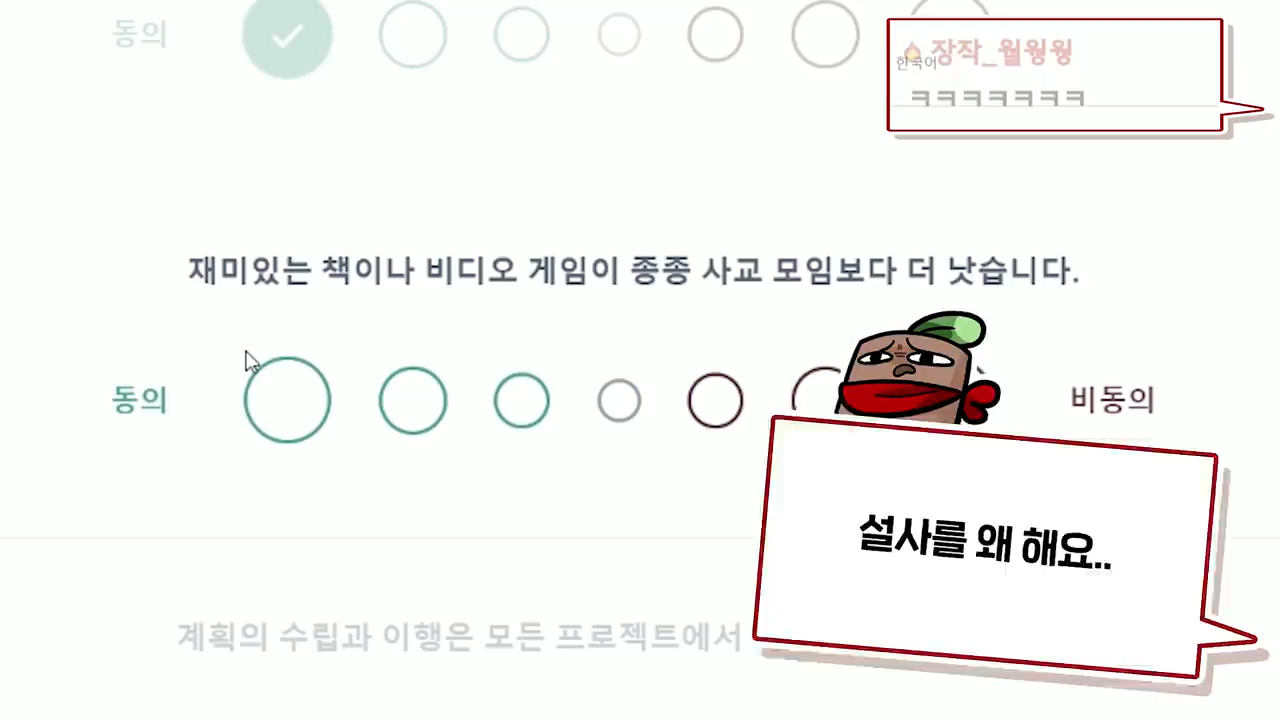 동의
장작_월웡웡
한국어
ㅋㅋㅋㅋㅋㅋㅋ
재미있는 책이나 비디오 게임이 종종 사교 모임보다 더 낫습니다.
동의
비동의
설사를 왜 해요..
계획의 수립과 이행은 모든 프로젝트에서